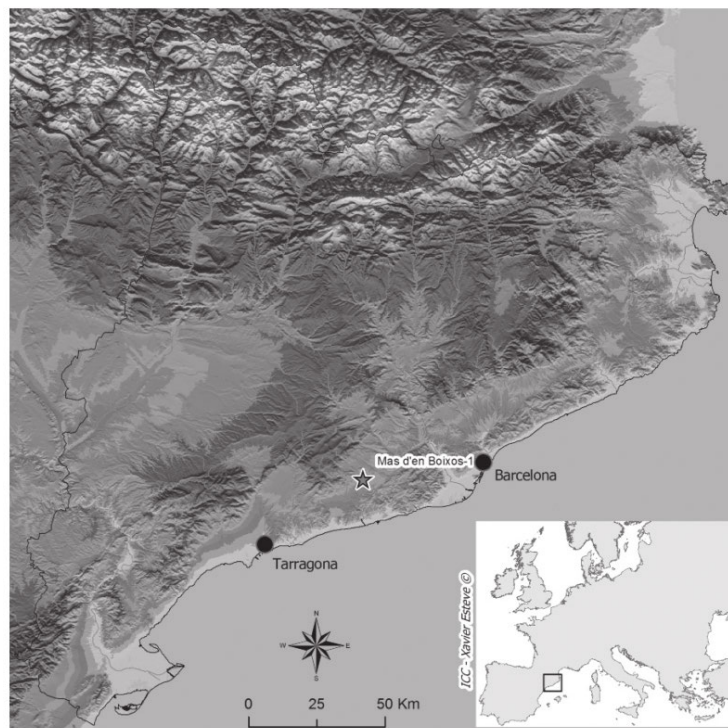 Mas d'en Boixos-1
Barcelona
Tarragona
N
W
E
S
0
25
50 Km
ICC - Xavier Esteve ©